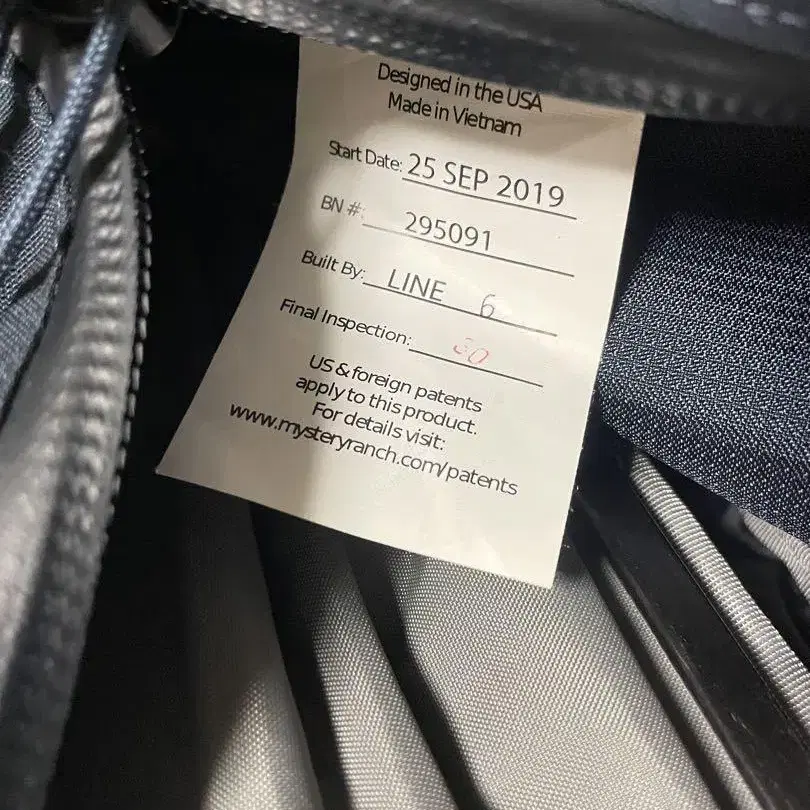 Designed in the USA
Made in Vietnam
Start Date: 25 SEP 2019
BN #: 295091
Built By: LINE 6
Final Inspection: 30
US & foreign patents
apply to this product.
For details visit:
www.mysteryranch.com/patents